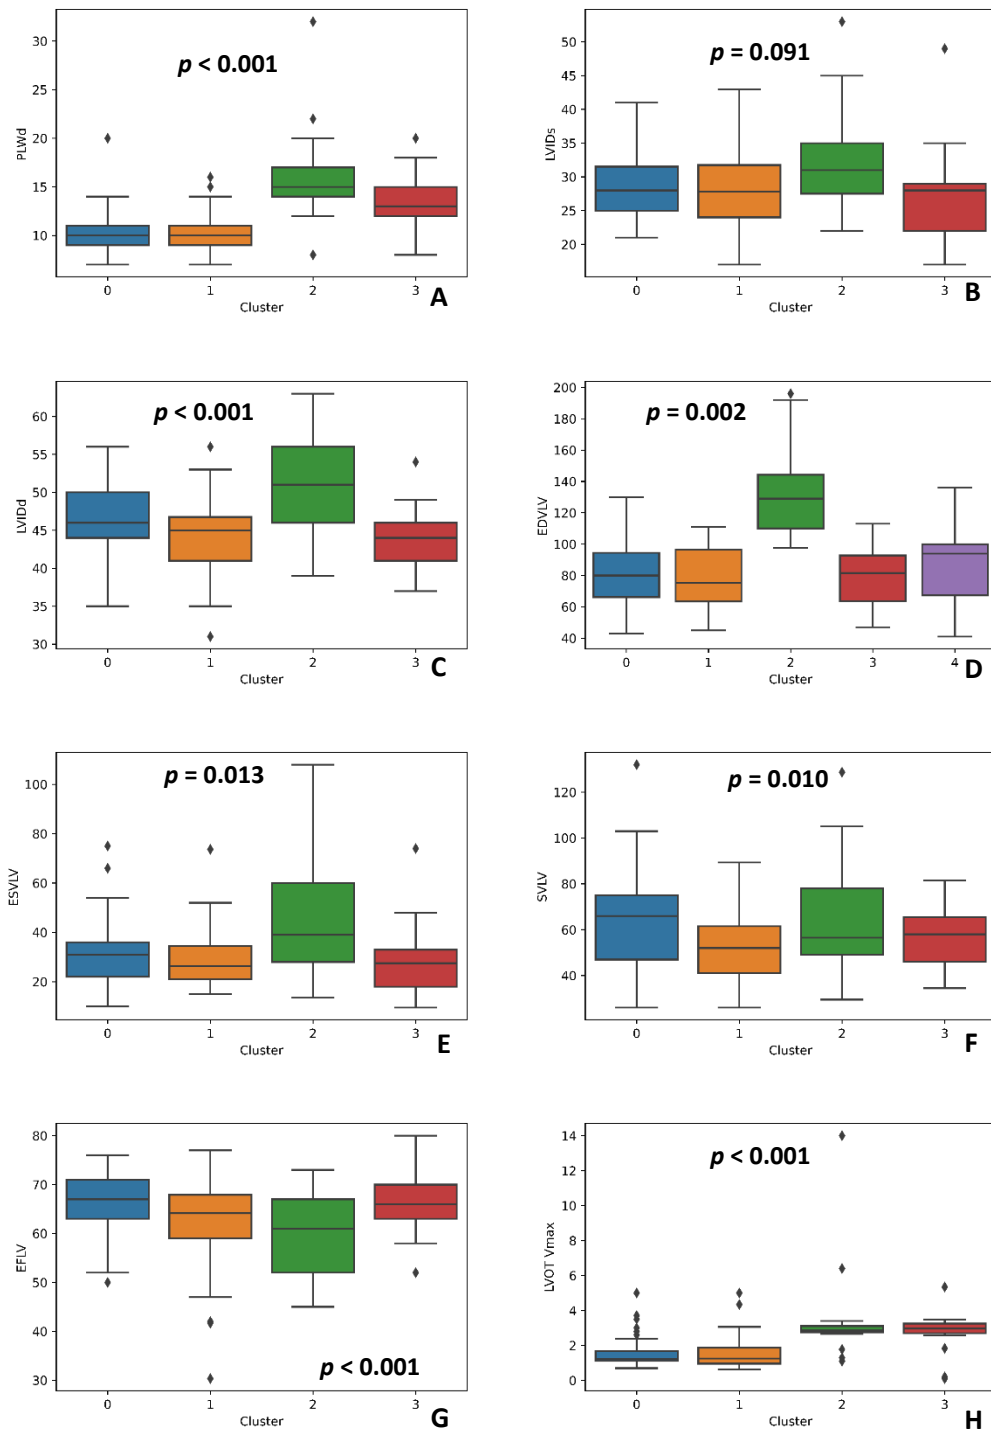 p < 0.001
PLWd
30
25
20
15
10
0 1 2 3
Cluster
A
p = 0.091
LVIDs
50
45
40
35
30
25
20
0 1 2 3
Cluster
B
p < 0.001
LVIDd
60
55
50
45
40
35
30
0 1 2 3
Cluster
C
p = 0.002
EDVLV
200
180
160
140
120
100
80
60
40
0 1 2 3 4
Cluster
D
p = 0.013
ESVLV
100
80
60
40
20
0 1 2 3
Cluster
E
p = 0.010
SVLV
120
100
80
60
40
0 1 2 3
Cluster
F
EFLV
80
70
60
50
40
30
p < 0.001
0 1 2 3
Cluster
G
p < 0.001
LVOT Vmax
14
12
10
8
6
4
2
0
0 1 2 3
Cluster
H